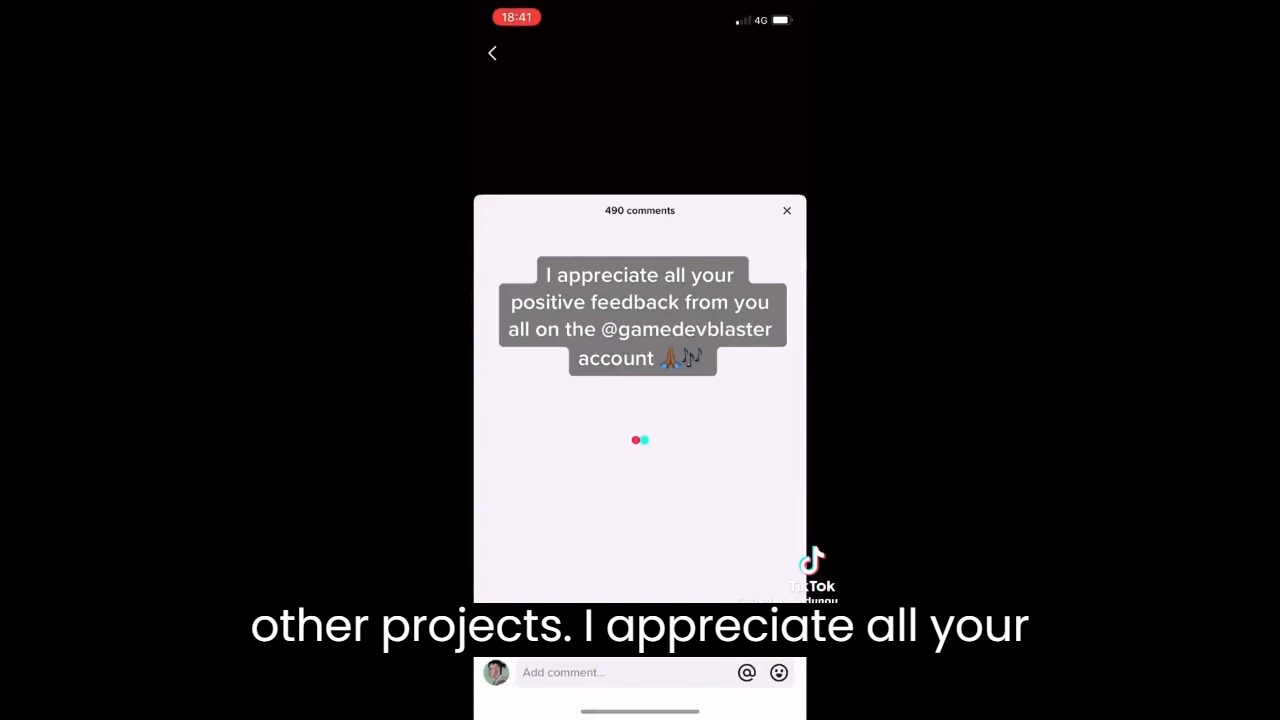 18:41
4G
490 comments
I appreciate all your
positive feedback from you
all on the @gamedevblaster
account 🙏🏾🎶
TikTok
other projects. I appreciate all your
Add comment...